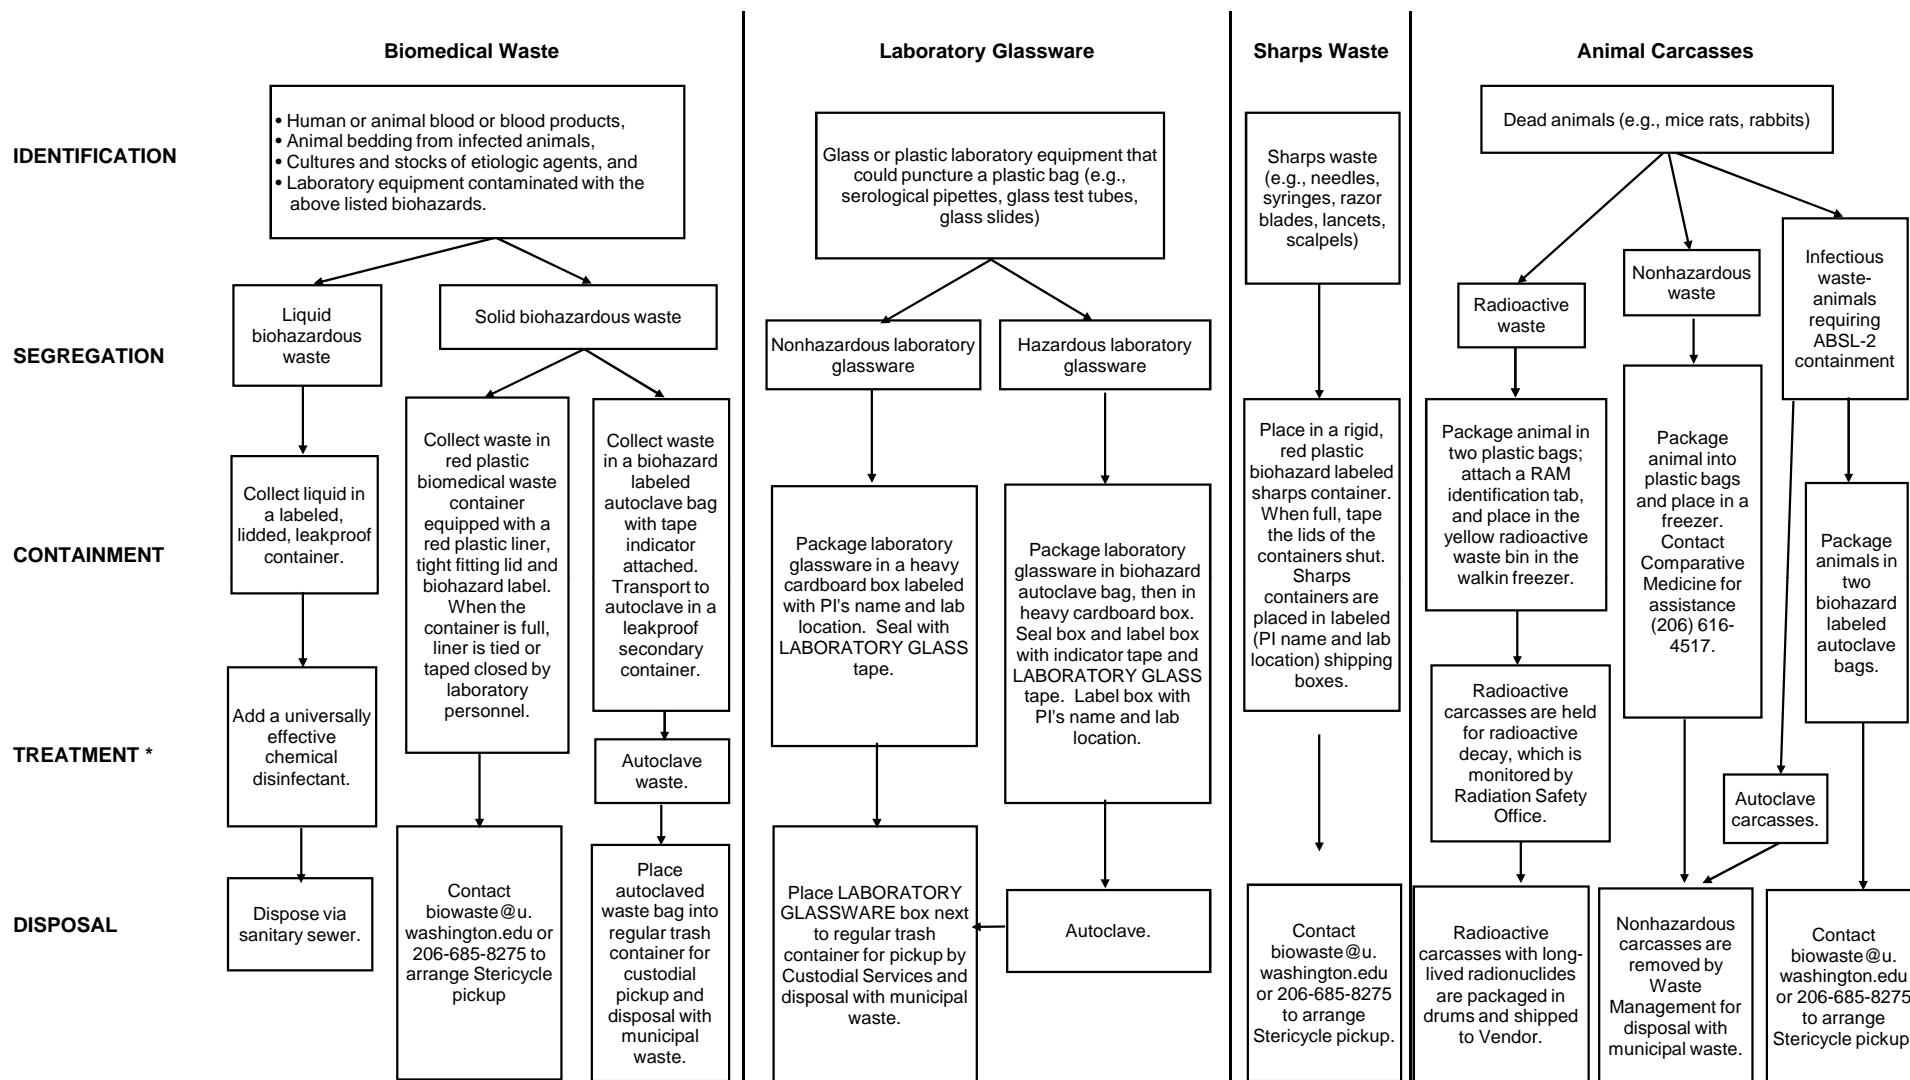 Biomedical Waste
Laboratory Glassware
Sharps Waste
Animal Carcasses
IDENTIFICATION
SEGREGATION
CONTAINMENT
TREATMENT *
DISPOSAL
• Human or animal blood or blood products,
• Animal bedding from infected animals,
• Cultures and stocks of etiologic agents, and
• Laboratory equipment contaminated with the
above listed biohazards.
Liquid
biohazardous
waste
Solid biohazardous waste
Collect liquid in
a labeled,
lidded, leakproof
container.
Add a universally
effective
chemical
disinfectant.
Dispose via
sanitary sewer.
Collect waste in
red plastic
biomedical waste
container
equipped with a
red plastic liner,
tight fitting lid and
biohazard label.
When the
container is full,
liner is tied or
taped closed by
laboratory
personnel.
Contact
biowaste@u.
washington.edu or
206-685-8275 to
arrange Stericycle
pickup
Collect waste
in a biohazard
labeled
autoclave bag
with tape
indicator
attached.
Transport to
autoclave in a
leakproof
secondary
container.
Autoclave
waste.
Place
autoclaved
waste bag into
regular trash
container for
custodial
pickup and
disposal with
municipal
waste.
Glass or plastic laboratory equipment that
could puncture a plastic bag (e.g.,
serological pipettes, glass test tubes,
glass slides)
Nonhazardous laboratory
glassware
Hazardous laboratory
glassware
Package laboratory
glassware in a heavy
cardboard box labeled
with PI's name and lab
location.  Seal with
LABORATORY GLASS
tape.
Package laboratory
glassware in biohazard
autoclave bag, then in
heavy cardboard box.
Seal box and label box
with indicator tape and
LABORATORY GLASS
tape.  Label box with
PI's name and lab
location.
Place LABORATORY
GLASSWARE box next
to regular trash
container for pickup by
Custodial Services and
disposal with municipal
waste.
Autoclave.
Sharps waste
(e.g., needles,
syringes, razor
blades, lancets,
scalpels)
Place in a rigid,
red plastic
biohazard labeled
sharps container.
When full, tape
the lids of the
containers shut.
Sharps
containers are
placed in labeled
(PI name and lab
location) shipping
boxes.
Contact
biowaste@u.
washington.edu
or 206-685-8275
to arrange
Stericycle pickup.
Dead animals (e.g., mice rats, rabbits)
Radioactive
waste
Nonhazardous
waste
Infectious
waste-
animals
requiring
ABSL-2
containment
Package animal in
two plastic bags;
attach a RAM
identification tab,
and place in the
yellow radioactive
waste bin in the
walkin freezer.
Radioactive
carcasses are held
for radioactive
decay, which is
monitored by
Radiation Safety
Office.
Radioactive
carcasses with long-
lived radionuclides
are packaged in
drums and shipped
to Vendor.
Package
animal into
plastic bags
and place in a
freezer.
Contact
Comparative
Medicine for
assistance
(206) 616-
4517.
Autoclave
carcasses.
Nonhazardous
carcasses are
removed by
Waste
Management for
disposal with
municipal waste.
Package
animals in
two
biohazard
labeled
autoclave
bags.
Contact
biowaste@u.
washington.edu
or 206-685-8275
to arrange
Stericycle pickup